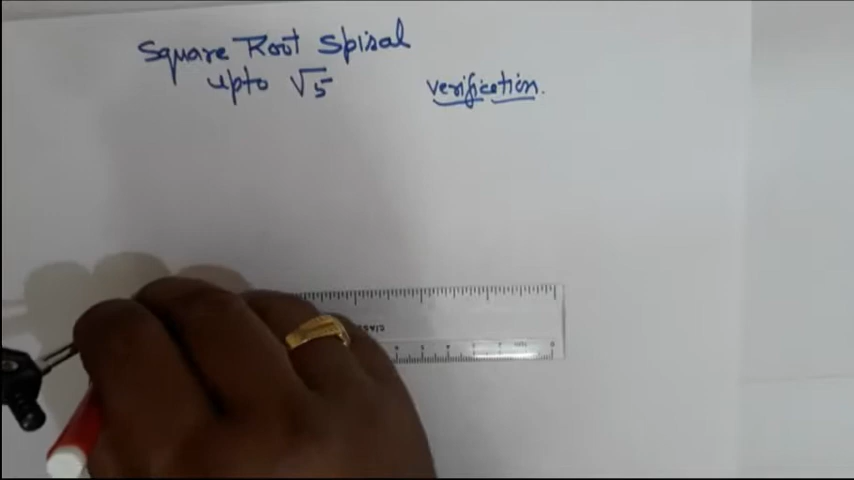 Square Root Spiral
upto √5
verification.